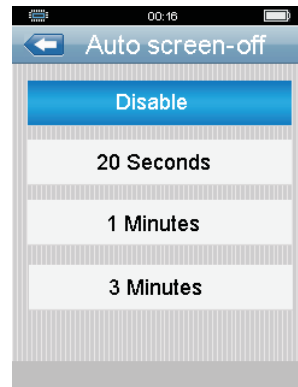 00:16
Auto screen-off
Disable
20 Seconds
1 Minutes
3 Minutes